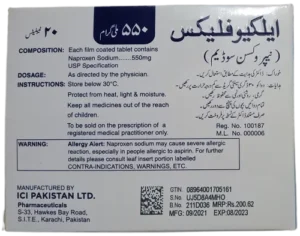 ایلکیوفلیکس
۵۵۰ ملی گرام
۲۰ ٹیبلیٹس
(نیپروکسن سوڈیم)
COMPOSITION: Each film coated tablet contains
Naproxen Sodium......550mg
USP Specification
DOSAGE: As directed by the physician.
INSTRUCTIONS: Store below 30°C.
Protect from heat, light & moisture.
Keep all medicines out of the reach
of children.
To be sold on the prescription of a
registered medical practitioner only.
Reg. No. 100187
M.L. No. 000006
WARNING: Allergy Alert: Naproxen sodium may cause severe allergic
reaction, especially in people allergic to aspirin. For further
details please consult leaf insert portion labelled
CONTRA-INDICATIONS, WARNINGS, ETC.
MANUFACTURED BY
ICI PAKISTAN LTD.
Pharmaceuticals
S-33, Hawkes Bay Road,
S.I.T.E., Karachi, Pakistan
GTIN: 08964001705161
SN: UJ5D8A4MHO
BN: 211D036 MRP:Rs.200.62
MFG: 09/2021 EXP:08/2023